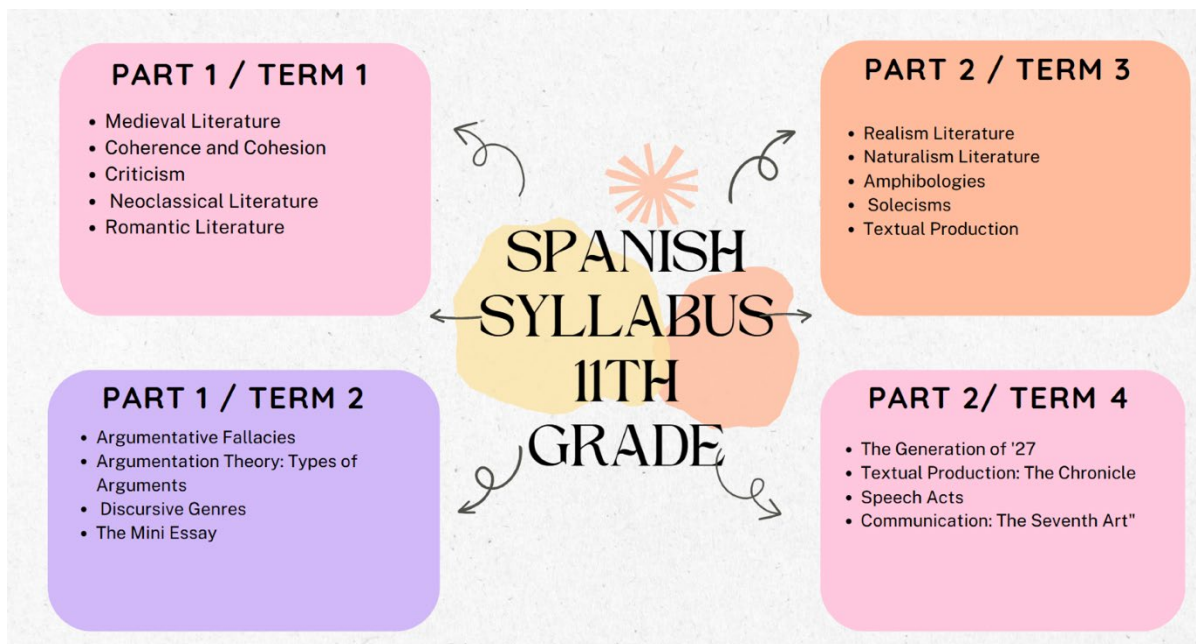 PART 1 / TERM 1
• Medieval Literature
• Coherence and Cohesion
• Criticism
• Neoclassical Literature
• Romantic Literature
PART 2 / TERM 3
• Realism Literature
• Naturalism Literature
• Amphibologies
• Solecisms
• Textual Production
SPANISH
SYLLABUS
11TH
GRADE
PART 1 / TERM 2
• Argumentative Fallacies
• Argumentation Theory: Types of
Arguments
• Discursive Genres
• The Mini Essay
PART 2/ TERM 4
• The Generation of '27
• Textual Production: The Chronicle
• Speech Acts
• Communication: The Seventh Art"